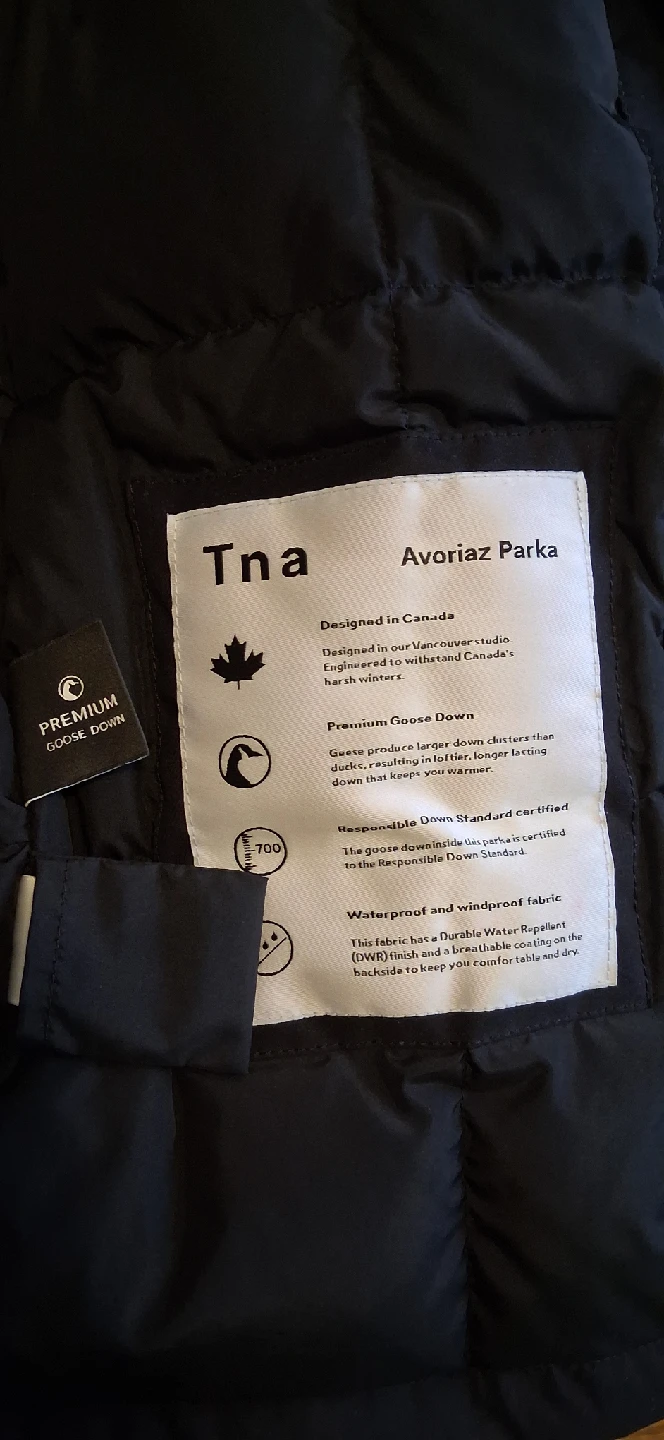 Tna
Avoriaz Parka
Designed in Canada
Designed in our Vancouver studio
Engineered to withstand Canada's
harsh winters.
Premium Goose Down
Geese produce larger down clusters than
ducks, resulting in loftier, longer lasting
down that keeps you warmer.
700
Responsible Down Standard certified
The goose down inside this parka is certified
to the Responsible Down Standard.
Waterproof and windproof fabric
This fabric has a Durable Water Repellent
(DWR) finish and a breathable coating on the
backside to keep you comfortable and dry.
PREMIUM
GOOSE DOWN